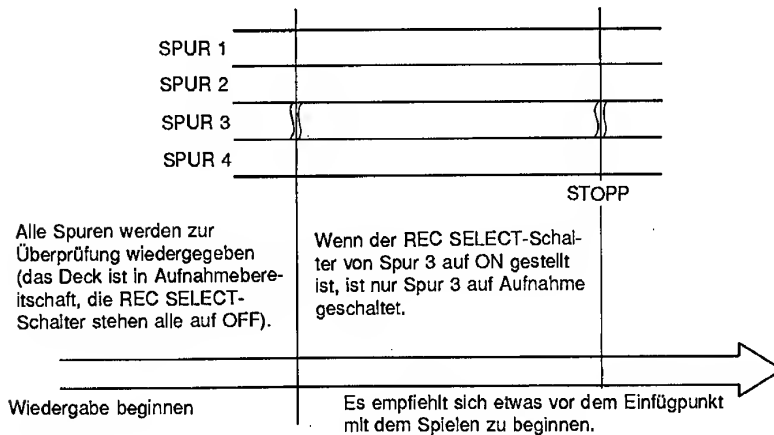 SPUR 1
SPUR 2
SPUR 3
SPUR 4
STOPP
Alle Spuren werden zur
Überprüfung wiedergegeben
(das Deck ist in Aufnahmebere-
itschaft, die REC SELECT-
Schalter stehen alle auf OFF).
Wenn der REC SELECT-Schal-
ter von Spur 3 auf ON gestellt
ist, ist nur Spur 3 auf Aufnahme
geschaltet.
Wiedergabe beginnen
Es empfiehlt sich etwas vor dem Einfügpunkt
mit dem Spielen zu beginnen.